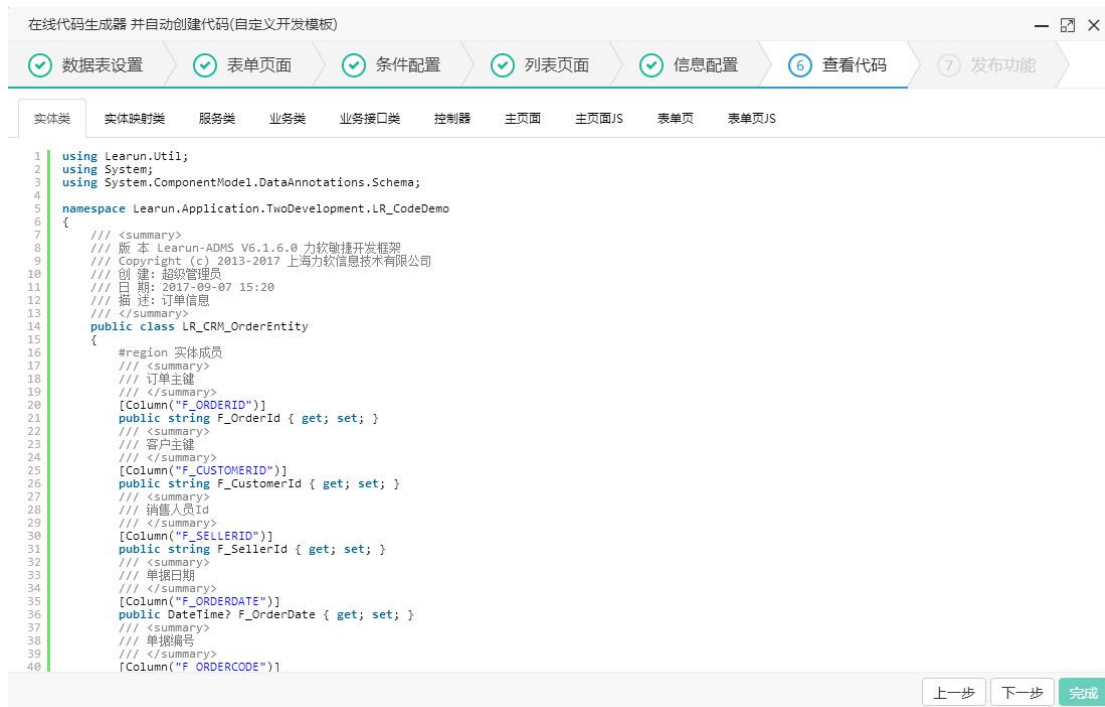 在线代码生成器 并自动创建代码(自定义开发模板)
数据表设置 表单页面 条件配置 列表页面 信息配置 6 查看代码 7 发布功能
实体类 实体映射类 服务类 业务类 业务接口类 控制器 主页面 主页面JS 表单页 表单页JS
1 using Learun.Util;
2 using System;
3 using System.ComponentModel.DataAnnotations.Schema;
4
5 namespace Learun.Application.TwoDevelopment.LR_CodeDemo
6 {
7 /// <summary>
8 /// 版 本 Learun-ADMS V6.1.6.0 力软敏捷开发框架
9 /// Copyright (c) 2013-2017 上海力软信息技术有限公司
10 /// 创 建: 超级管理员
11 /// 日 期: 2017-09-07 15:20
12 /// 描 述: 订单信息
13 /// </summary>
14 public class LR_CRM_OrderEntity
15 {
16 #region 实体成员
17 /// <summary>
18 /// 订单主键
19 /// </summary>
20 [Column("F_ORDERID")]
21 public string F_OrderId { get; set; }
22 /// <summary>
23 /// 客户主键
24 /// </summary>
25 [Column("F_CUSTOMERID")]
26 public string F_CustomerId { get; set; }
27 /// <summary>
28 /// 销售人员Id
29 /// </summary>
30 [Column("F_SELLERID")]
31 public string F_SellerId { get; set; }
32 /// <summary>
33 /// 单据日期
34 /// </summary>
35 [Column("F_ORDERDATE")]
36 public DateTime? F_OrderDate { get; set; }
37 /// <summary>
38 /// 单据编号
39 /// </summary>
40 [Column("F_ORDERCODE")]
上一步 下一步 完成